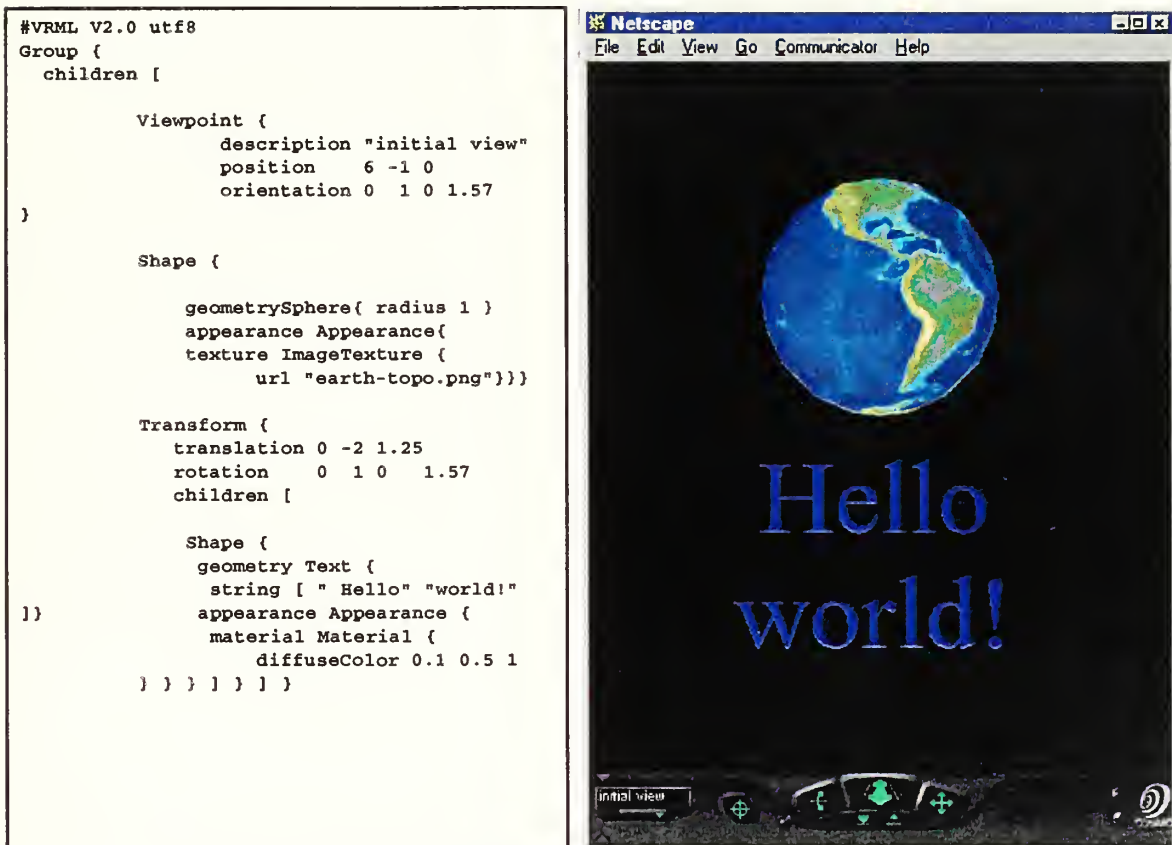 #VRML V2.0 utf8
Group {
children [
Viewpoint {
description "initial view"
position 6 -1 0
orientation 0 1 0 1.57
}
Shape {
geometrySphere{ radius 1 }
appearance Appearance{
texture ImageTexture {
url "earth-topo.png"}}}
Transform {
translation 0 -2 1.25
rotation 0 1 0 1.57
children [
Shape {
geometry Text {
string [ " Hello" "world!"
]} appearance Appearance {
material Material {
diffuseColor 0.1 0.5 1
} } } ] } ] }
Netscape
File Edit View Go Communicator Help
Hello
world!
initial view